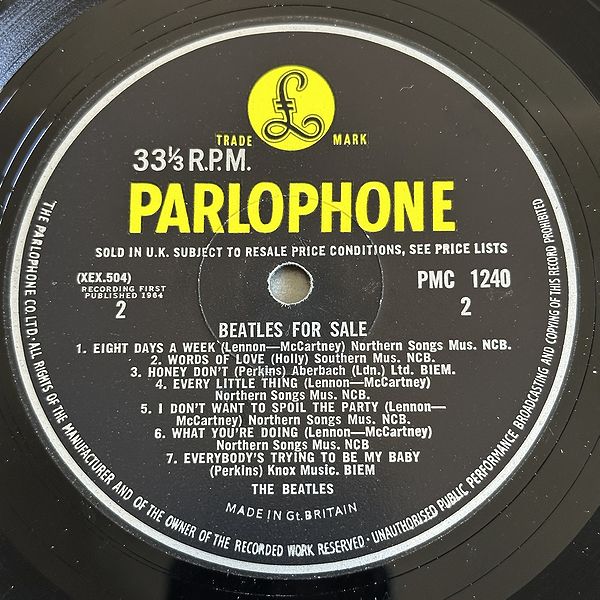 £
TRADE MARK
33⅓ R.P.M.
PARLOPHONE
SOLD IN U.K. SUBJECT TO RESALE PRICE CONDITIONS, SEE PRICE LISTS
(XEX.504)
RECORDING FIRST
PUBLISHED 1964
2
PMC 1240
2
BEATLES FOR SALE
1. EIGHT DAYS A WEEK (Lennon—McCartney) Northern Songs Mus. NCB.
2. WORDS OF LOVE (Holly) Southern Mus. NCB.
3. HONEY DON'T (Perkins) Aberbach (Ldn.) Ltd. BIEM.
4. EVERY LITTLE THING (Lennon—McCartney)
Northern Songs Mus. NCB.
5. I DON'T WANT TO SPOIL THE PARTY (Lennon—
McCartney) Northern Songs Mus. NCB.
6. WHAT YOU'RE DOING (Lennon—McCartney)
Northern Songs Mus. NCB
7. EVERYBODY'S TRYING TO BE MY BABY
(Perkins) Knox Music. BIEM
THE BEATLES
MADE IN Gt. BRITAIN
THE PARLOPHONE CO. LTD. · ALL RIGHTS OF THE MANUFACTURER AND OF THE OWNER OF THE RECORDED WORK RESERVED · UNAUTHORISED PUBLIC PERFORMANCE BROADCASTING AND COPYING OF THIS RECORD PROHIBITED